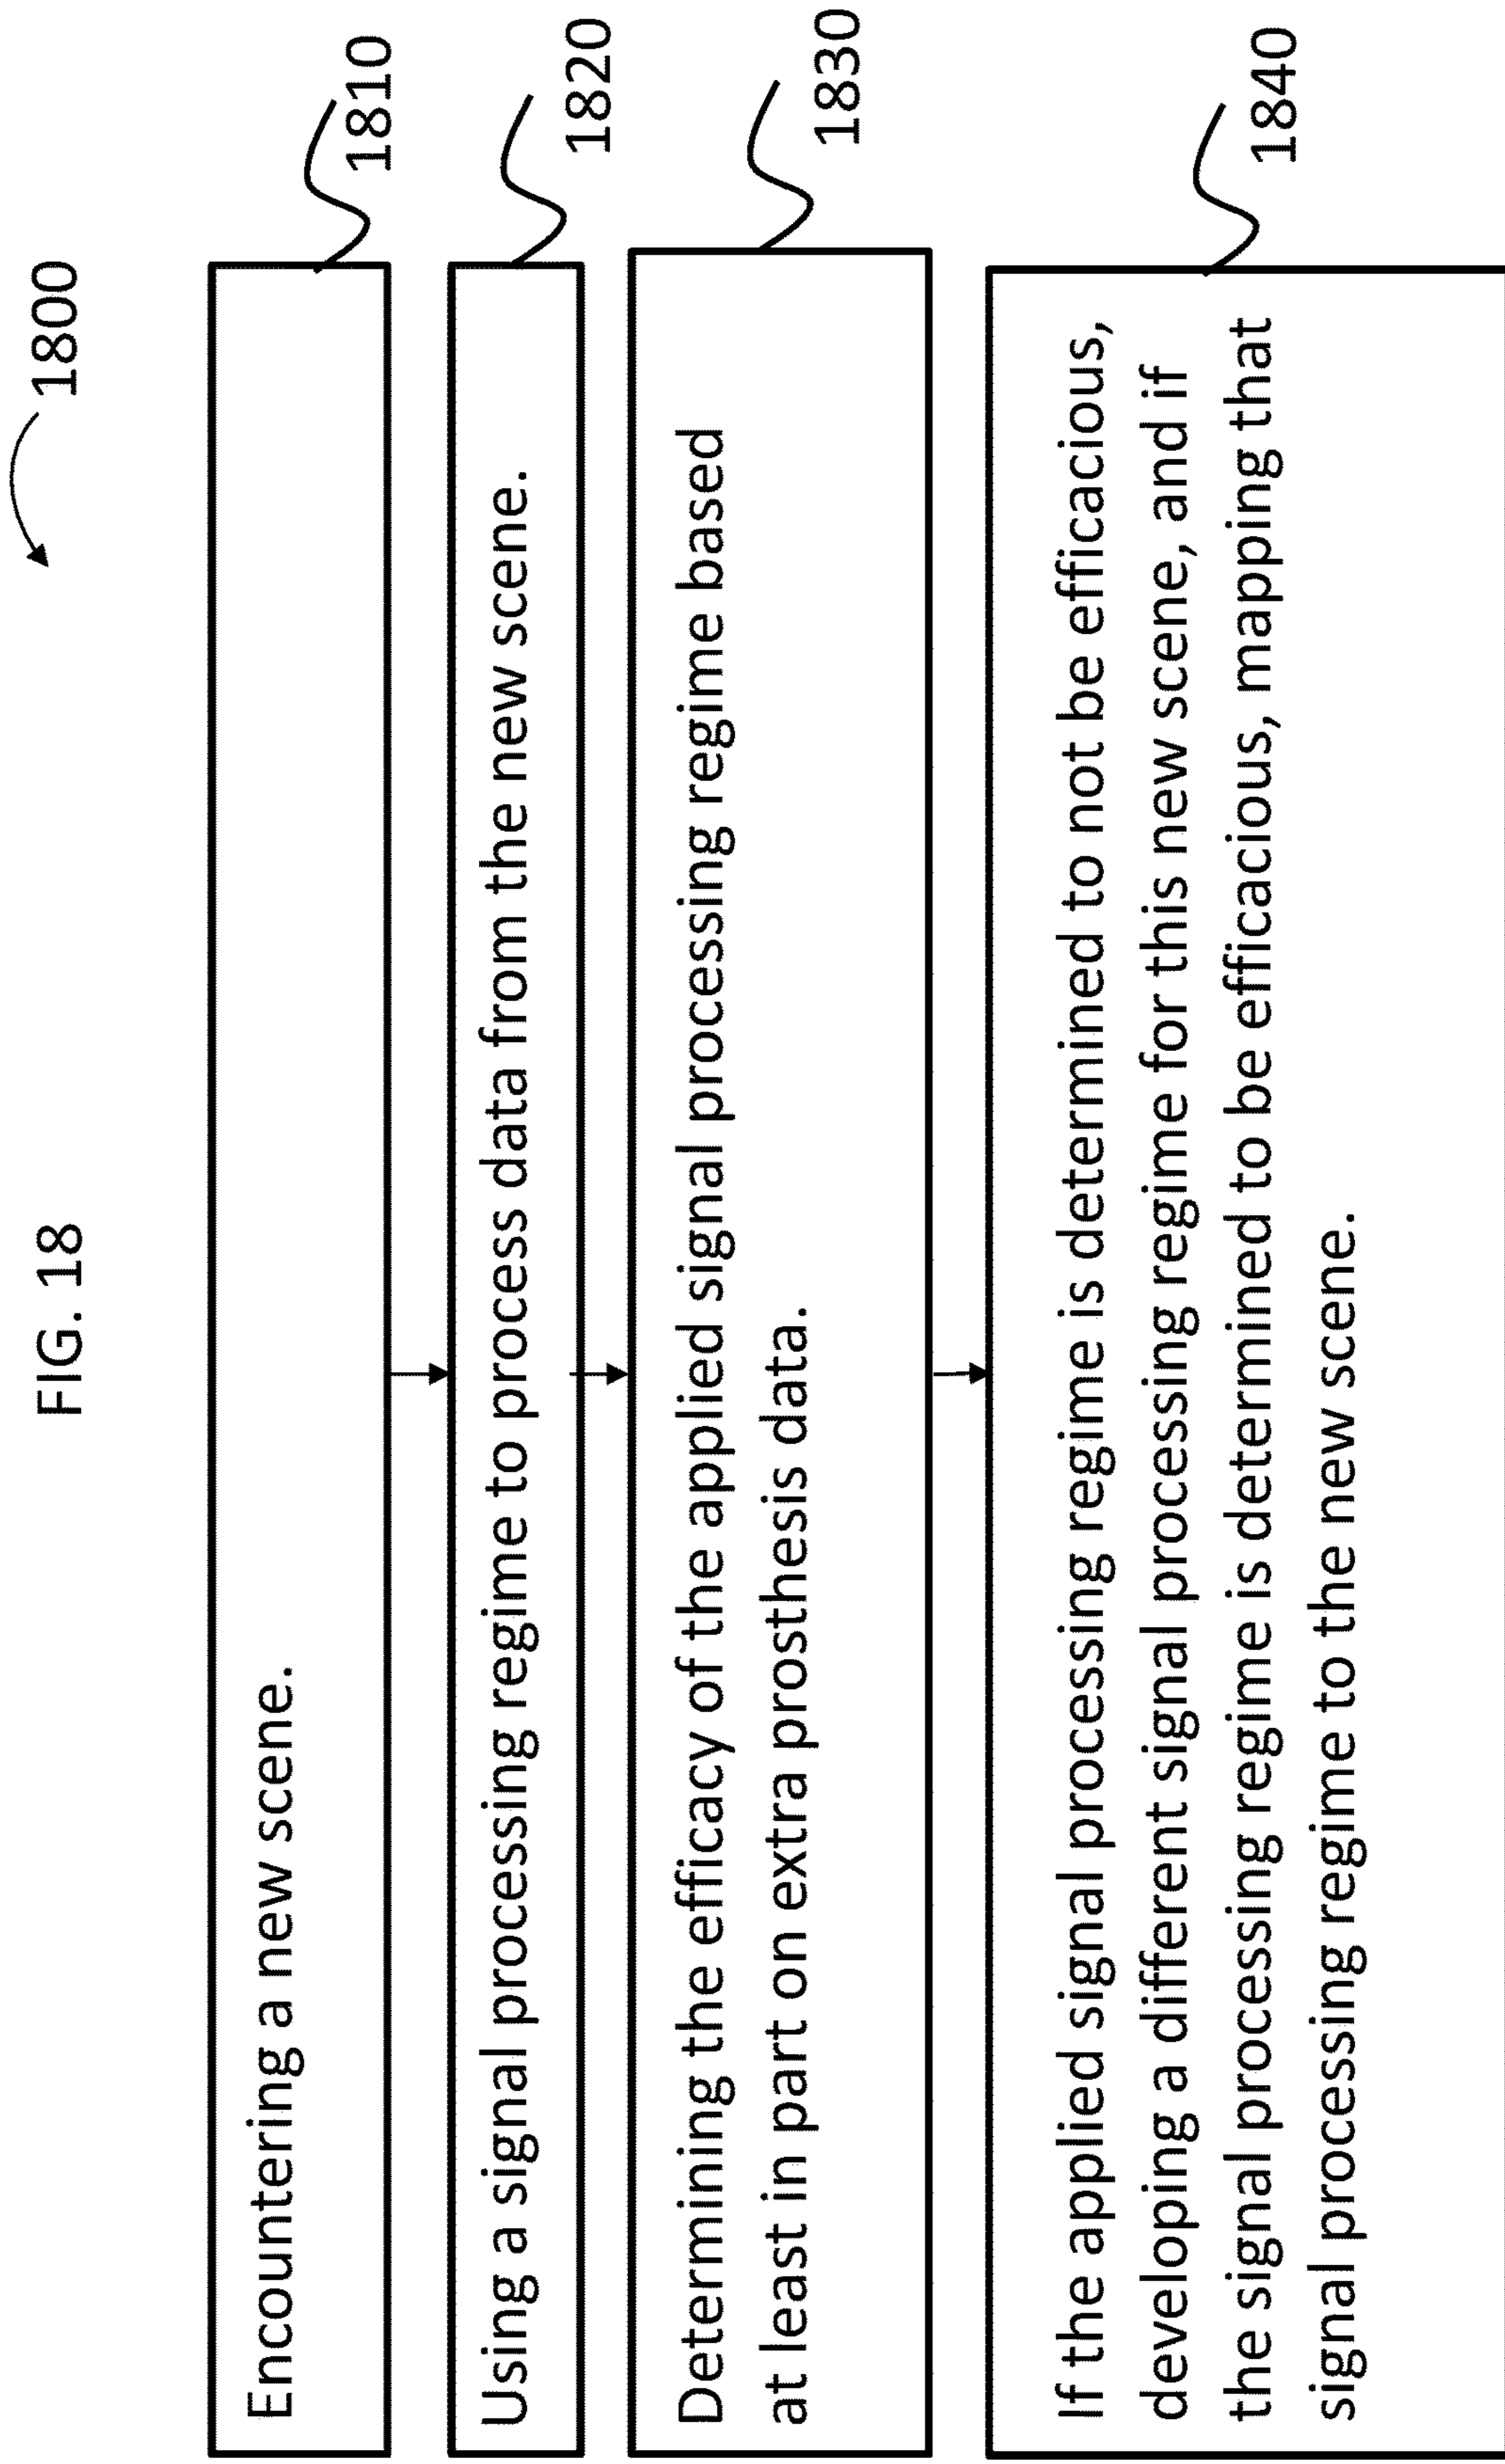 FIG. 18
1800
Encountering a new scene.
1810
Using a signal processing regime to process data from the new scene.
1820
Determining the efficacy of the applied signal processing regime based
at least in part on extra prosthesis data.
1830
If the applied signal processing regime is determined to not be efficacious,
developing a different signal processing regime for this new scene, and if
the signal processing regime is determined to be efficacious, mapping that
signal processing regime to the new scene.
1840